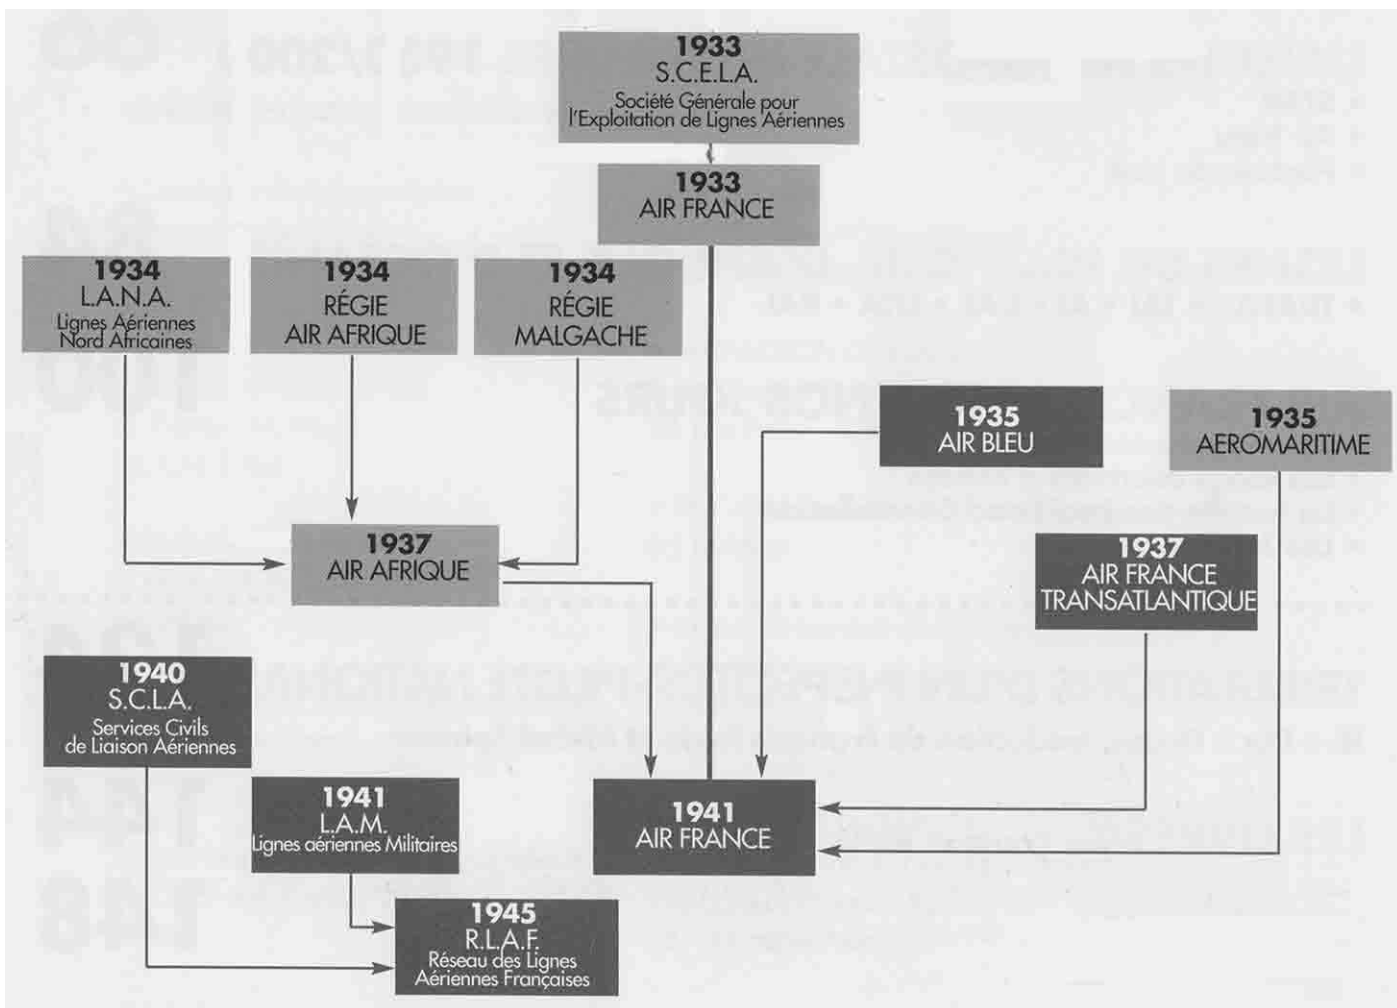 1933
S.C.E.L.A.
Société Générale pour
l'Exploitation de Lignes Aériennes
1933
AIR FRANCE
1934
L.A.N.A.
Lignes Aériennes
Nord Africaines
1934
RÉGIE
AIR AFRIQUE
1934
RÉGIE
MALGACHE
1935
AIR BLEU
1935
AEROMARITIME
1937
AIR AFRIQUE
1937
AIR FRANCE
TRANSATLANTIQUE
1940
S.C.L.A.
Services Civils
de Liaison Aériennes
1941
L.A.M.
Lignes aériennes Militaires
1941
AIR FRANCE
1945
R.L.A.F.
Réseau des Lignes
Aériennes Françaises